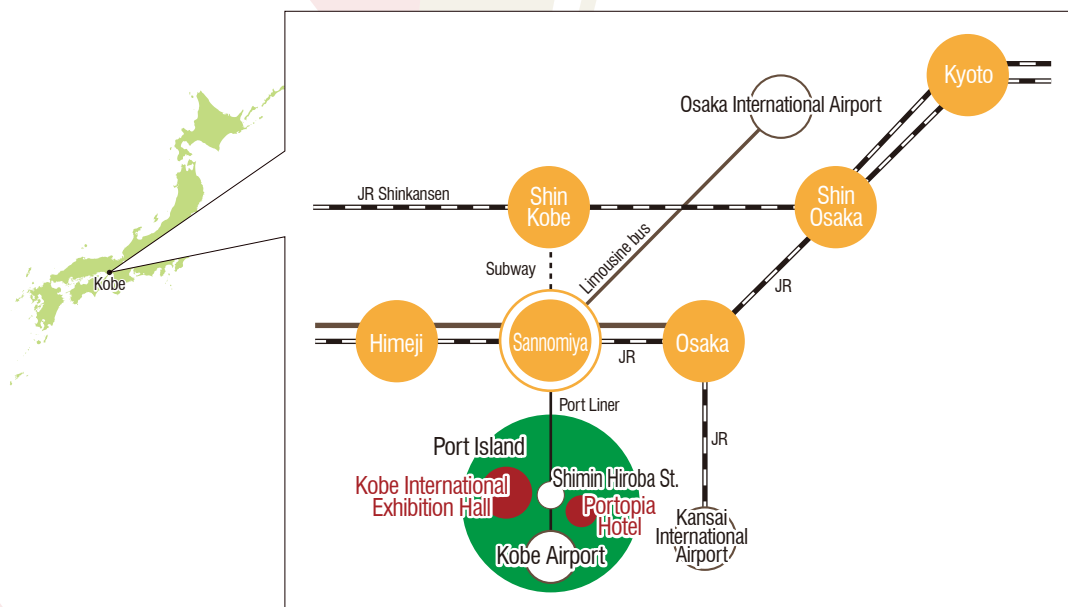 Kobe
Kyoto
Osaka International Airport
JR Shinkansen
Shin
Kobe
Shin
Osaka
Subway
Limousine bus
JR
Himeji
Sannomiya
JR
Osaka
Port Liner
JR
Port Island
Shimin Hiroba St.
Kobe International
Exhibition Hall
Portopia
Hotel
Kobe Airport
Kansai
International
Airport